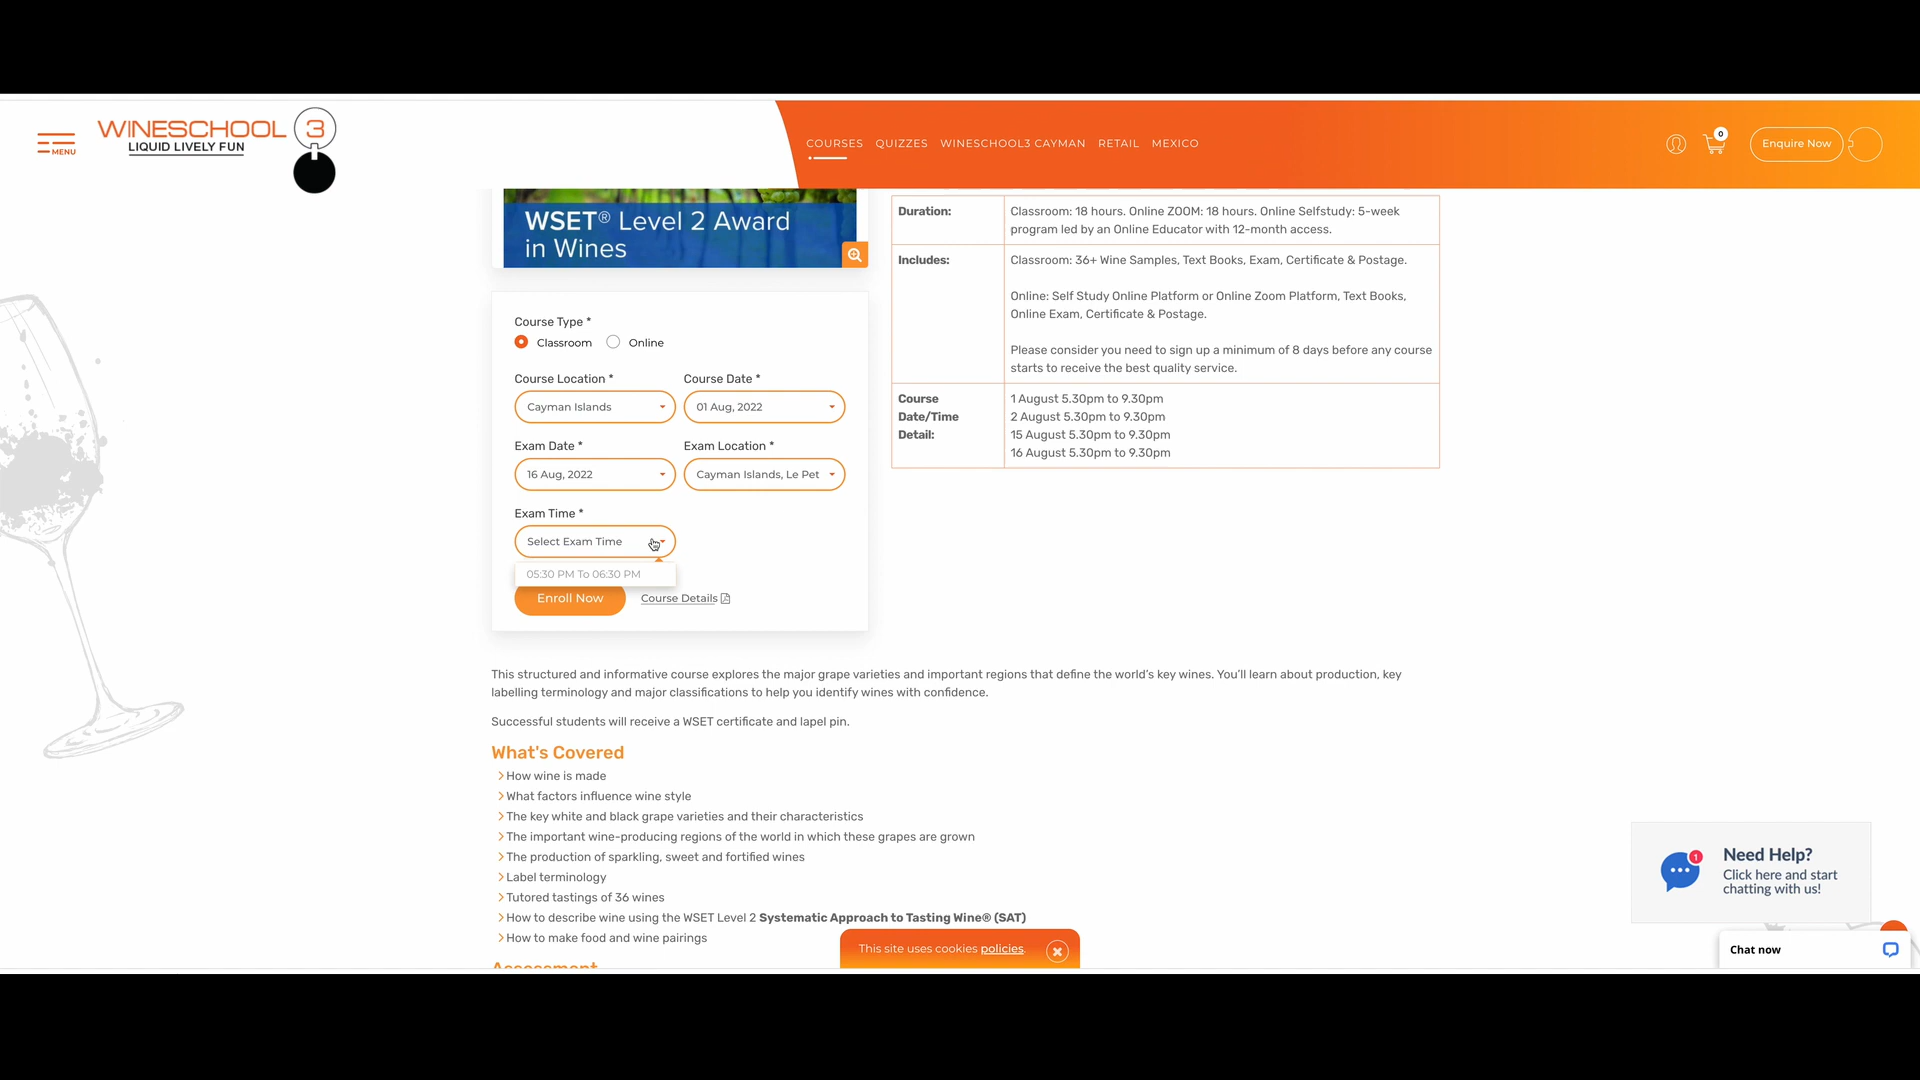 MENU
WINESCHOOL 3
LIQUID LIVELY FUN
COURSES QUIZZES WINESCHOOL3 CAYMAN RETAIL MEXICO
0
Enquire Now
WSET® Level 2 Award
in Wines
Duration:
Classroom: 18 hours. Online ZOOM: 18 hours. Online Selfstudy: 5-week
program led by an Online Educator with 12-month access.
Includes:
Classroom: 36+ Wine Samples, Text Books, Exam, Certificate & Postage.
Online: Self Study Online Platform or Online Zoom Platform, Text Books,
Online Exam, Certificate & Postage.
Please consider you need to sign up a minimum of 8 days before any course
starts to receive the best quality service.
Course
Date/Time
Detail:
1 August 5.30pm to 9.30pm
2 August 5.30pm to 9.30pm
15 August 5.30pm to 9.30pm
16 August 5.30pm to 9.30pm
Course Type *
Classroom Online
Course Location * Course Date *
Cayman Islands 01 Aug, 2022
Exam Date * Exam Location *
16 Aug, 2022 Cayman Islands, Le Pet
Exam Time *
Select Exam Time
05:30 PM To 06:30 PM
Enroll Now Course Details
This structured and informative course explores the major grape varieties and important regions that define the world's key wines. You'll learn about production, key
labelling terminology and major classifications to help you identify wines with confidence.
Successful students will receive a WSET certificate and lapel pin.
What's Covered
How wine is made
What factors influence wine style
The key white and black grape varieties and their characteristics
The important wine-producing regions of the world in which these grapes are grown
The production of sparkling, sweet and fortified wines
Label terminology
Tutored tastings of 36 wines
How to describe wine using the WSET Level 2 Systematic Approach to Tasting Wine® (SAT)
How to make food and wine pairings
Assessment
This site uses cookies policies.
1
Need Help?
Click here and start
chatting with us!
Chat now